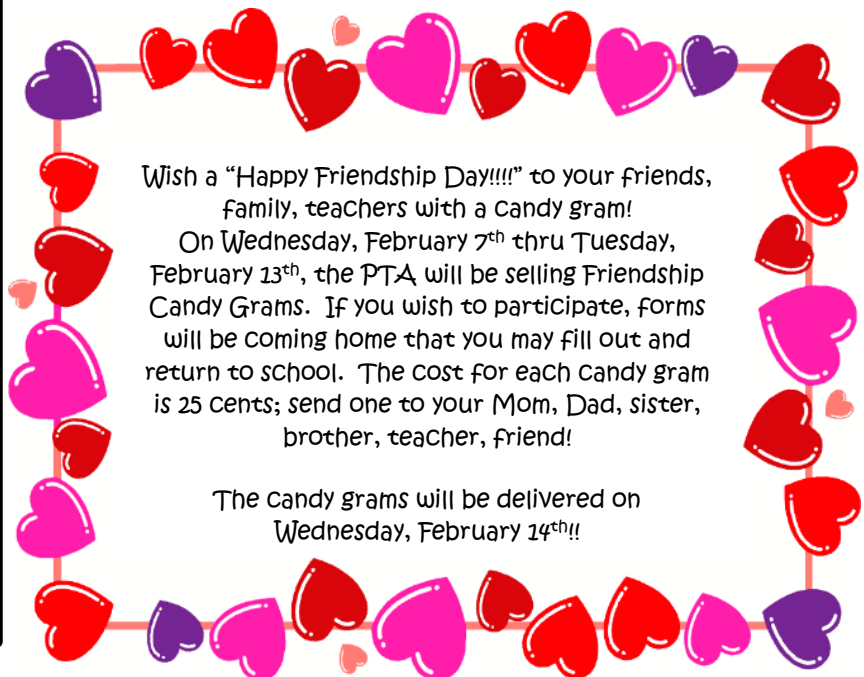 Wish a “Happy Friendship Day!!!!” to your friends,
family, teachers with a candy gram!
On Wednesday, February 7th thru Tuesday,
February 13th, the PTA will be selling Friendship
Candy Grams.  If you wish to participate, forms
will be coming home that you may fill out and
return to school.  The cost for each candy gram
is 25 cents; send one to your Mom, Dad, sister,
brother, teacher, friend!
The candy grams will be delivered on
Wednesday, February 14th!!